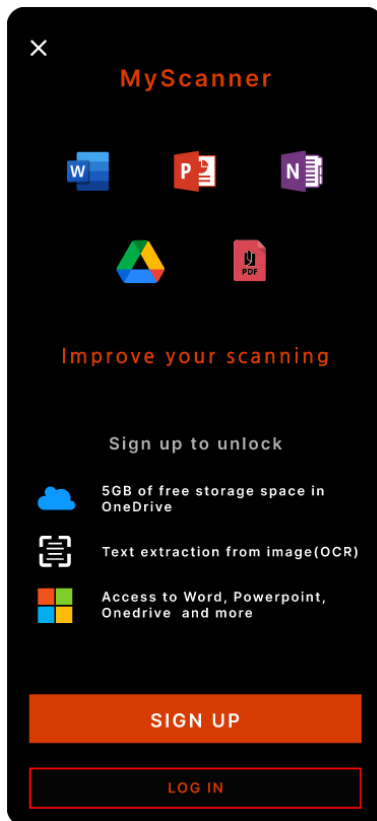 MyScanner
W
P
N
PDF
Improve your scanning
Sign up to unlock
5GB of free storage space in
OneDrive
Text extraction from image(OCR)
Access to Word, Powerpoint,
Onedrive and more
SIGN UP
LOG IN